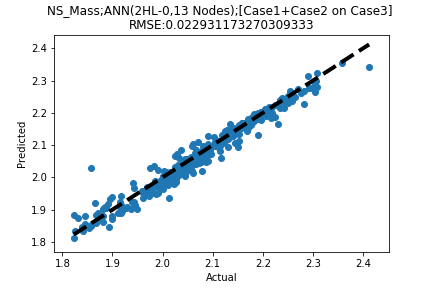 NS_Mass;ANN(2HL-0,13 Nodes);[Case1+Case2 on Case3]
RMSE:0.022931173270309333
2.4
2.3
2.2
2.1
2.0
1.9
1.8
Predicted
1.8 1.9 2.0 2.1 2.2 2.3 2.4
Actual